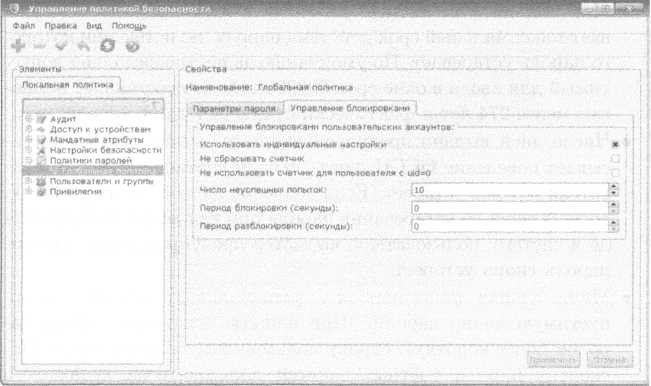 Управление политикой безопасности
Файл Правка Вид Помощь
Элементы
Локальная политика
Аудит
Доступ к устройствам
Мандатные атрибуты
Настройки безопасности
Политики паролей
Глобальная политика
Пользователи и группы
Привилегии
Свойства
Наименование: Глобальная политика
Параметры пароля Управление блокировками
Управление блокировками пользовательских аккаунтов:
Использовать индивидуальные настройки
Не сбрасывать счетчик
Не использовать счетчик для пользователя с uid=0
Число неуспешных попыток: 10
Период блокировки (секунды): 0
Период разблокировки (секунды): 0
Применить Отмена